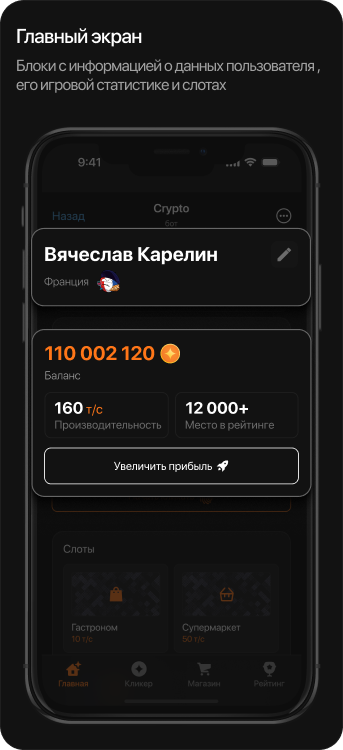 Главный экран
Блоки с информацией о данных пользователя ,
его игровой статистике и слотах
9:41
Назад
Crypto
бот
Вячеслав Карелин
Франция
110 002 120
Баланс
160 т/с
Производительность
12 000+
Место в рейтинге
Увеличить прибыль
Слоты
Гастроном
10 т/с
Супермаркет
50 т/с
Главная
Кликер
Магазин
Рейтинг